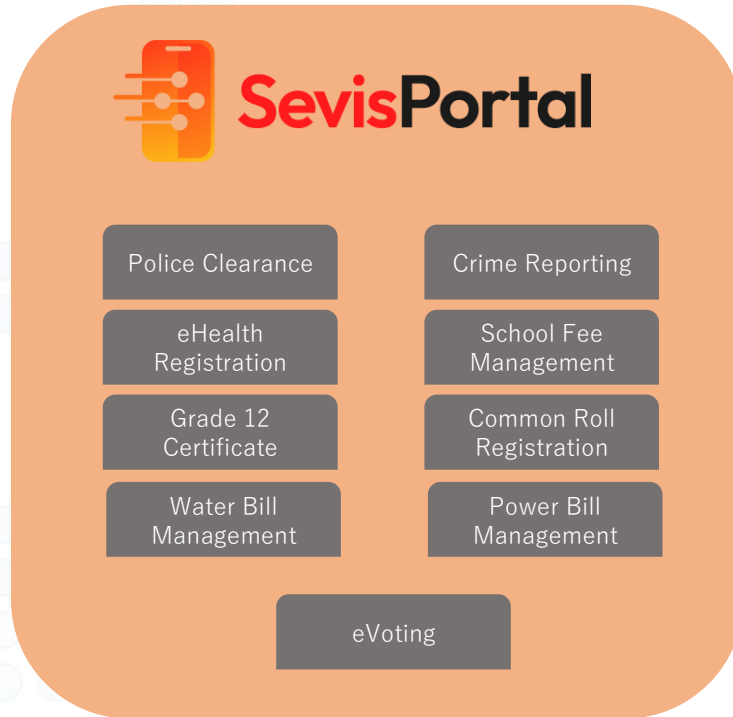 SevisPortal
Police Clearance
Crime Reporting
eHealth
Registration
School Fee
Management
Grade 12
Certificate
Common Roll
Registration
Water Bill
Management
Power Bill
Management
eVoting